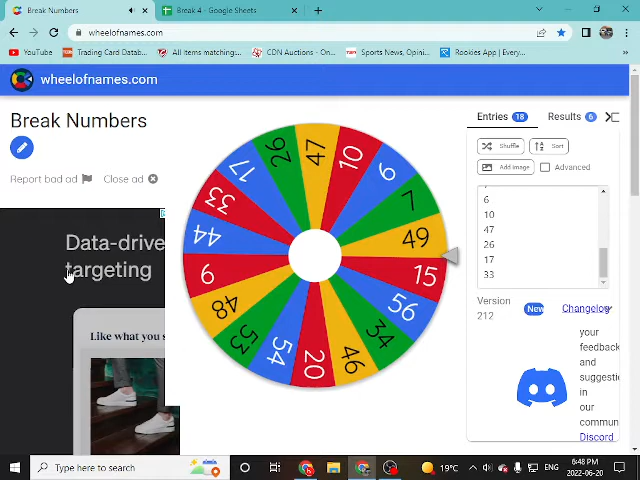 Break Numbers
Break 4 - Google Sheets
wheelofnames.com
YouTube
Trading Card Datab...
All Items matching:...
CDN Auctions - On...
Sports News, Opinion...
Rookies App | Every...
wheelofnames.com
Break Numbers
Report bad ad
Close ad
Data-drive
targeting
Like what you s
47
10
6
7
49
15
56
34
46
20
54
53
48
6
44
33
17
26
Entries 18
Results 6
Shuffle
Sort
Add image
Advanced
6
10
47
26
17
33
Version
212
New
Changelog
your
feedback
and
suggestio
in
our
commun
Discord
Type here to search
19°C
ENG
6:48 PM
2022-06-20